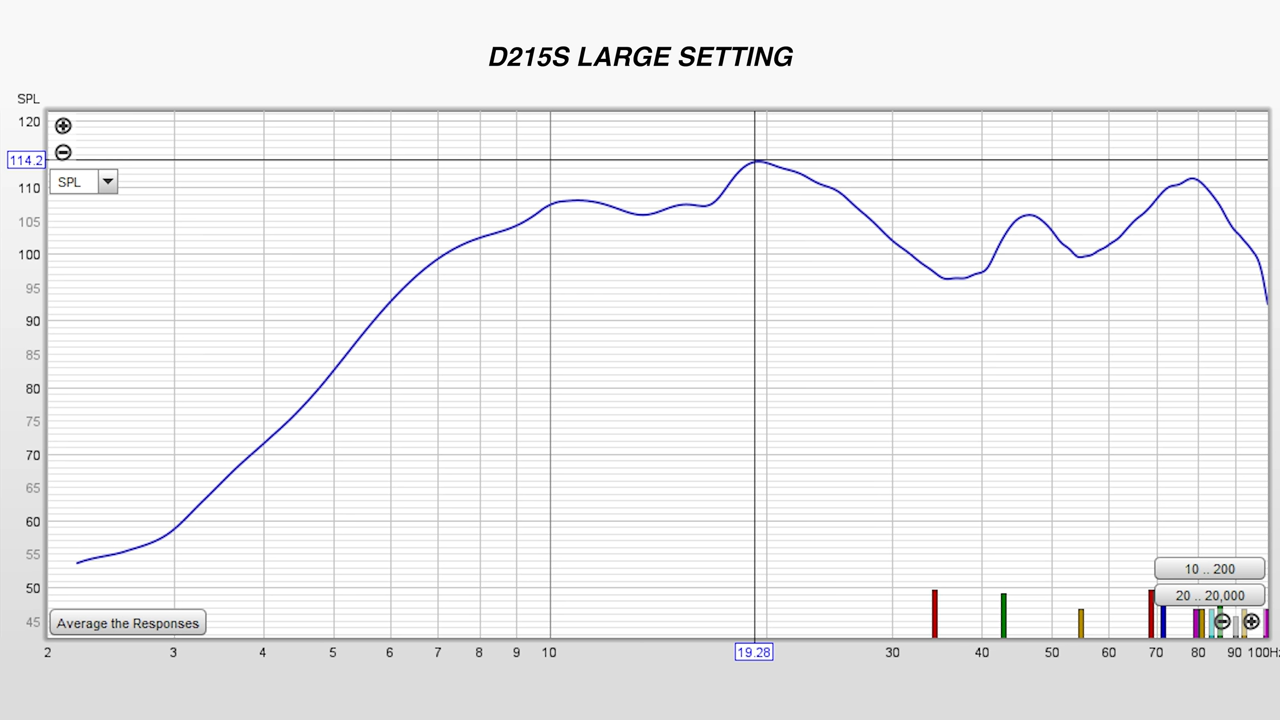 D215S LARGE SETTING
SPL
120
114.2
SPL
110
105
100
95
90
85
80
75
70
65
60
55
50
45
10 .. 200
20 .. 20,000
Average the Responses
2 3 4 5 6 7 8 9 10 19.28 30 40 50 60 70 80 90 100Hz